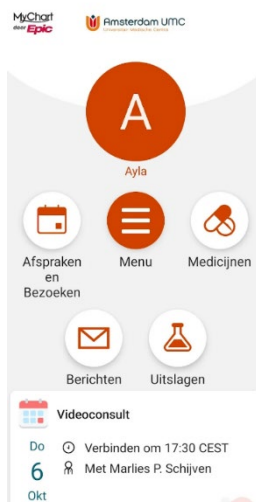 MyChart
door Epic
Amsterdam UMC
Universitair Medische Centra
A
Ayla
Afspraken
en
Bezoeken
Menu
Medicijnen
Berichten
Uitslagen
Videoconsult
Do
6
Okt
Verbinden om 17:30 CEST
Met Marlies P. Schijven